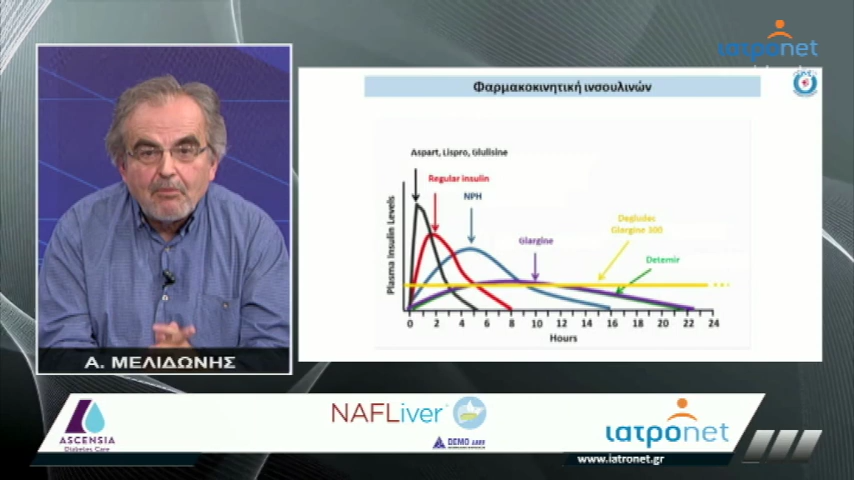 ιατρonet
Φαρμακοκινητική ινσουλινών
Aspart, Lispro, Glulisine
Regular insulin
NPH
Glargine
Degludec
Glargine 300
Detemir
Plasma Insulin Levels
0 2 4 6 8 10 12 14 16 18 20 22 24
Hours
Α. ΜΕΛΙΔΩΝΗΣ
ASCENSIA
Diabetes Care
NAFLiver
DEMO
ιατρonet
www.iatronet.gr